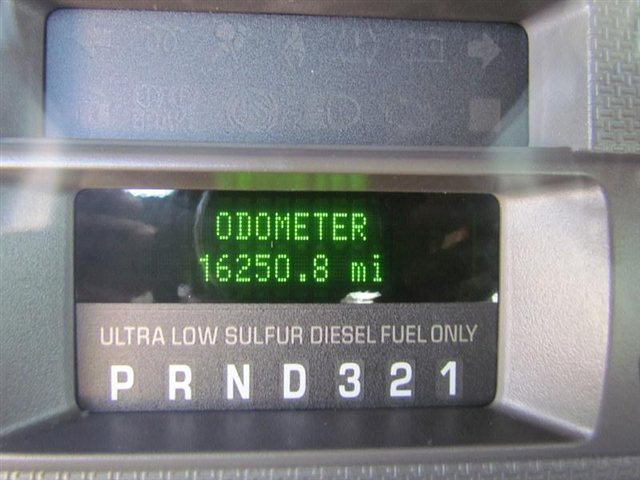 ODOMETER
16250.8 mi
ULTRA LOW SULFUR DIESEL FUEL ONLY
P R N D 3 2 1